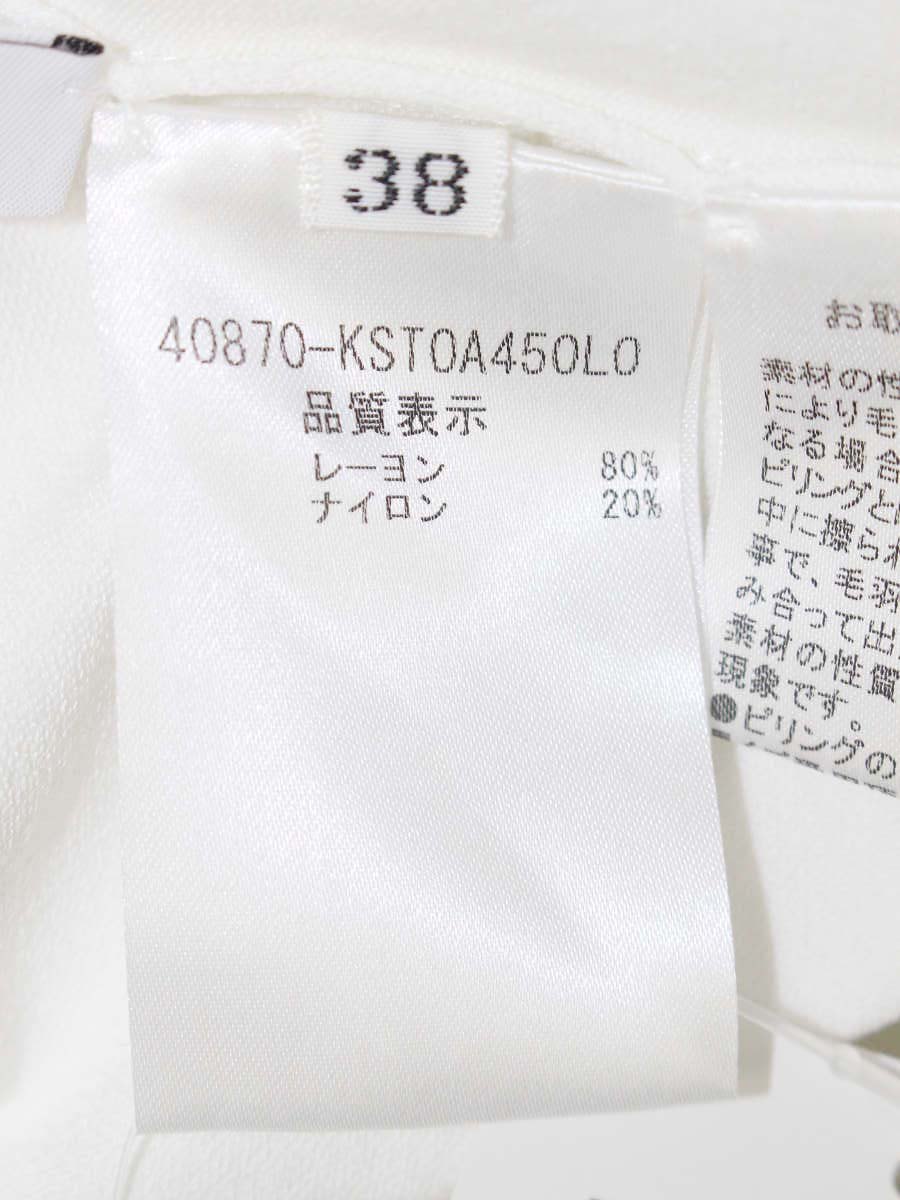 38
40870-KST0A450L0
品質表示
レーヨン 80%
ナイロン 20%
お取
素材の性
により毛
なる場合
ピリングと
中に擦られ
事で、毛羽
み合って出
素材の性質
現象です。
●ピリングの